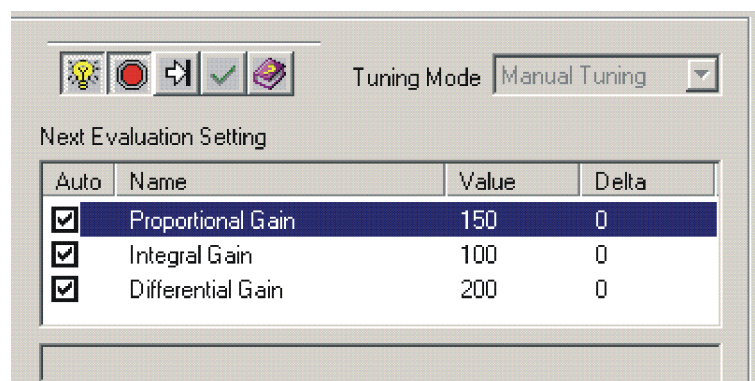 Tuning Mode Manual Tuning
Next Evaluation Setting
Auto Name Value Delta
Proportional Gain 150 0
Integral Gain 100 0
Differential Gain 200 0